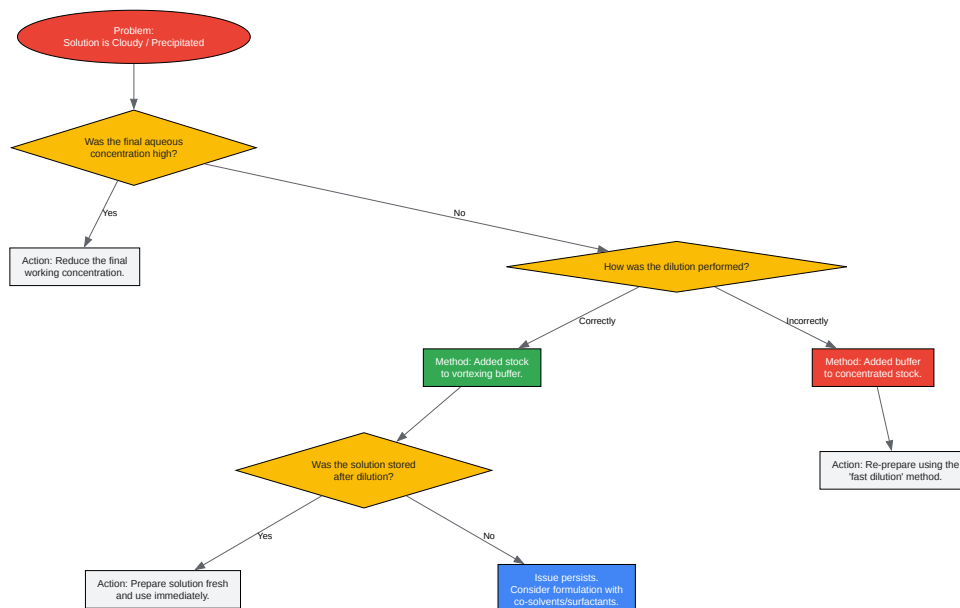 Problem:
Solution is Cloudy / Precipitated
Was the final aqueous
concentration high?
Yes
No
Action: Reduce the final
working concentration.
How was the dilution performed?
Correctly
Incorrectly
Method: Added stock
to vortexing buffer.
Method: Added buffer
to concentrated stock.
Was the solution stored
after dilution?
Action: Re-prepare using the
'fast dilution' method.
Yes
No
Action: Prepare solution fresh
and use immediately.
Issue persists.
Consider formulation with
co-solvents/surfactants.